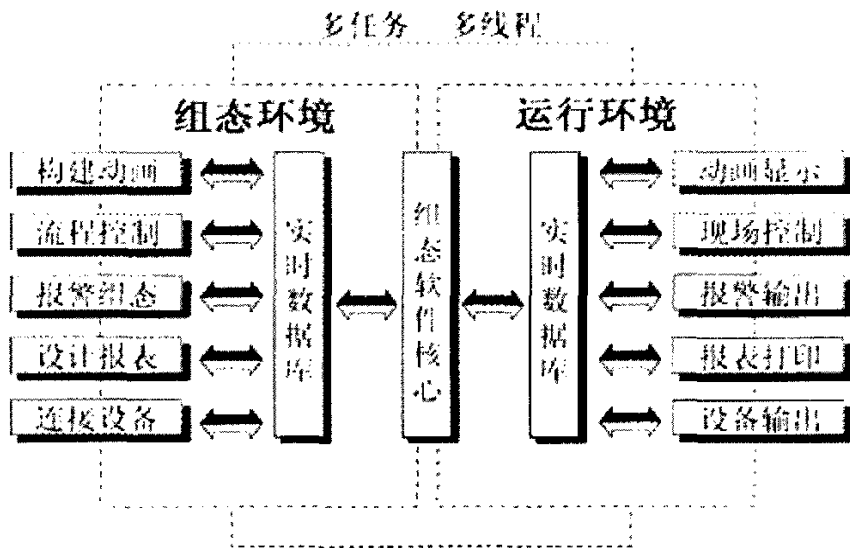 多任务 多线程
组态环境
运行环境
构建动画
流程控制
报警组态
设计报表
连接设备
实时数据库
组态软件核心
实时数据库
动画显示
现场控制
报警输出
报表打印
设备输出